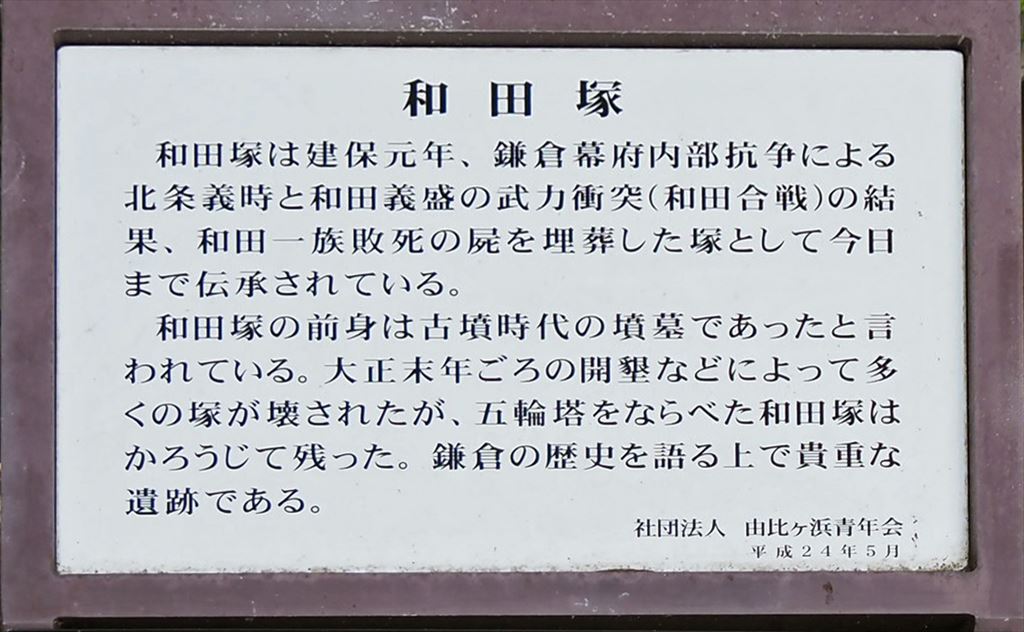 和田塚
和田塚は建保元年、鎌倉幕府内部抗争による
北条義時と和田義盛の武力衝突(和田合戦)の結
果、和田一族敗死の屍を埋葬した塚として今日
まで伝承されている。
和田塚の前身は古墳時代の墳墓であったと言
われている。大正末年ごろの開墾などによって多
くの塚が壊されたが、五輪塔をならべた和田塚は
かろうじて残った。鎌倉の歴史を語る上で貴重な
遺跡である。
社団法人 由比ヶ浜青年会
平成24年5月